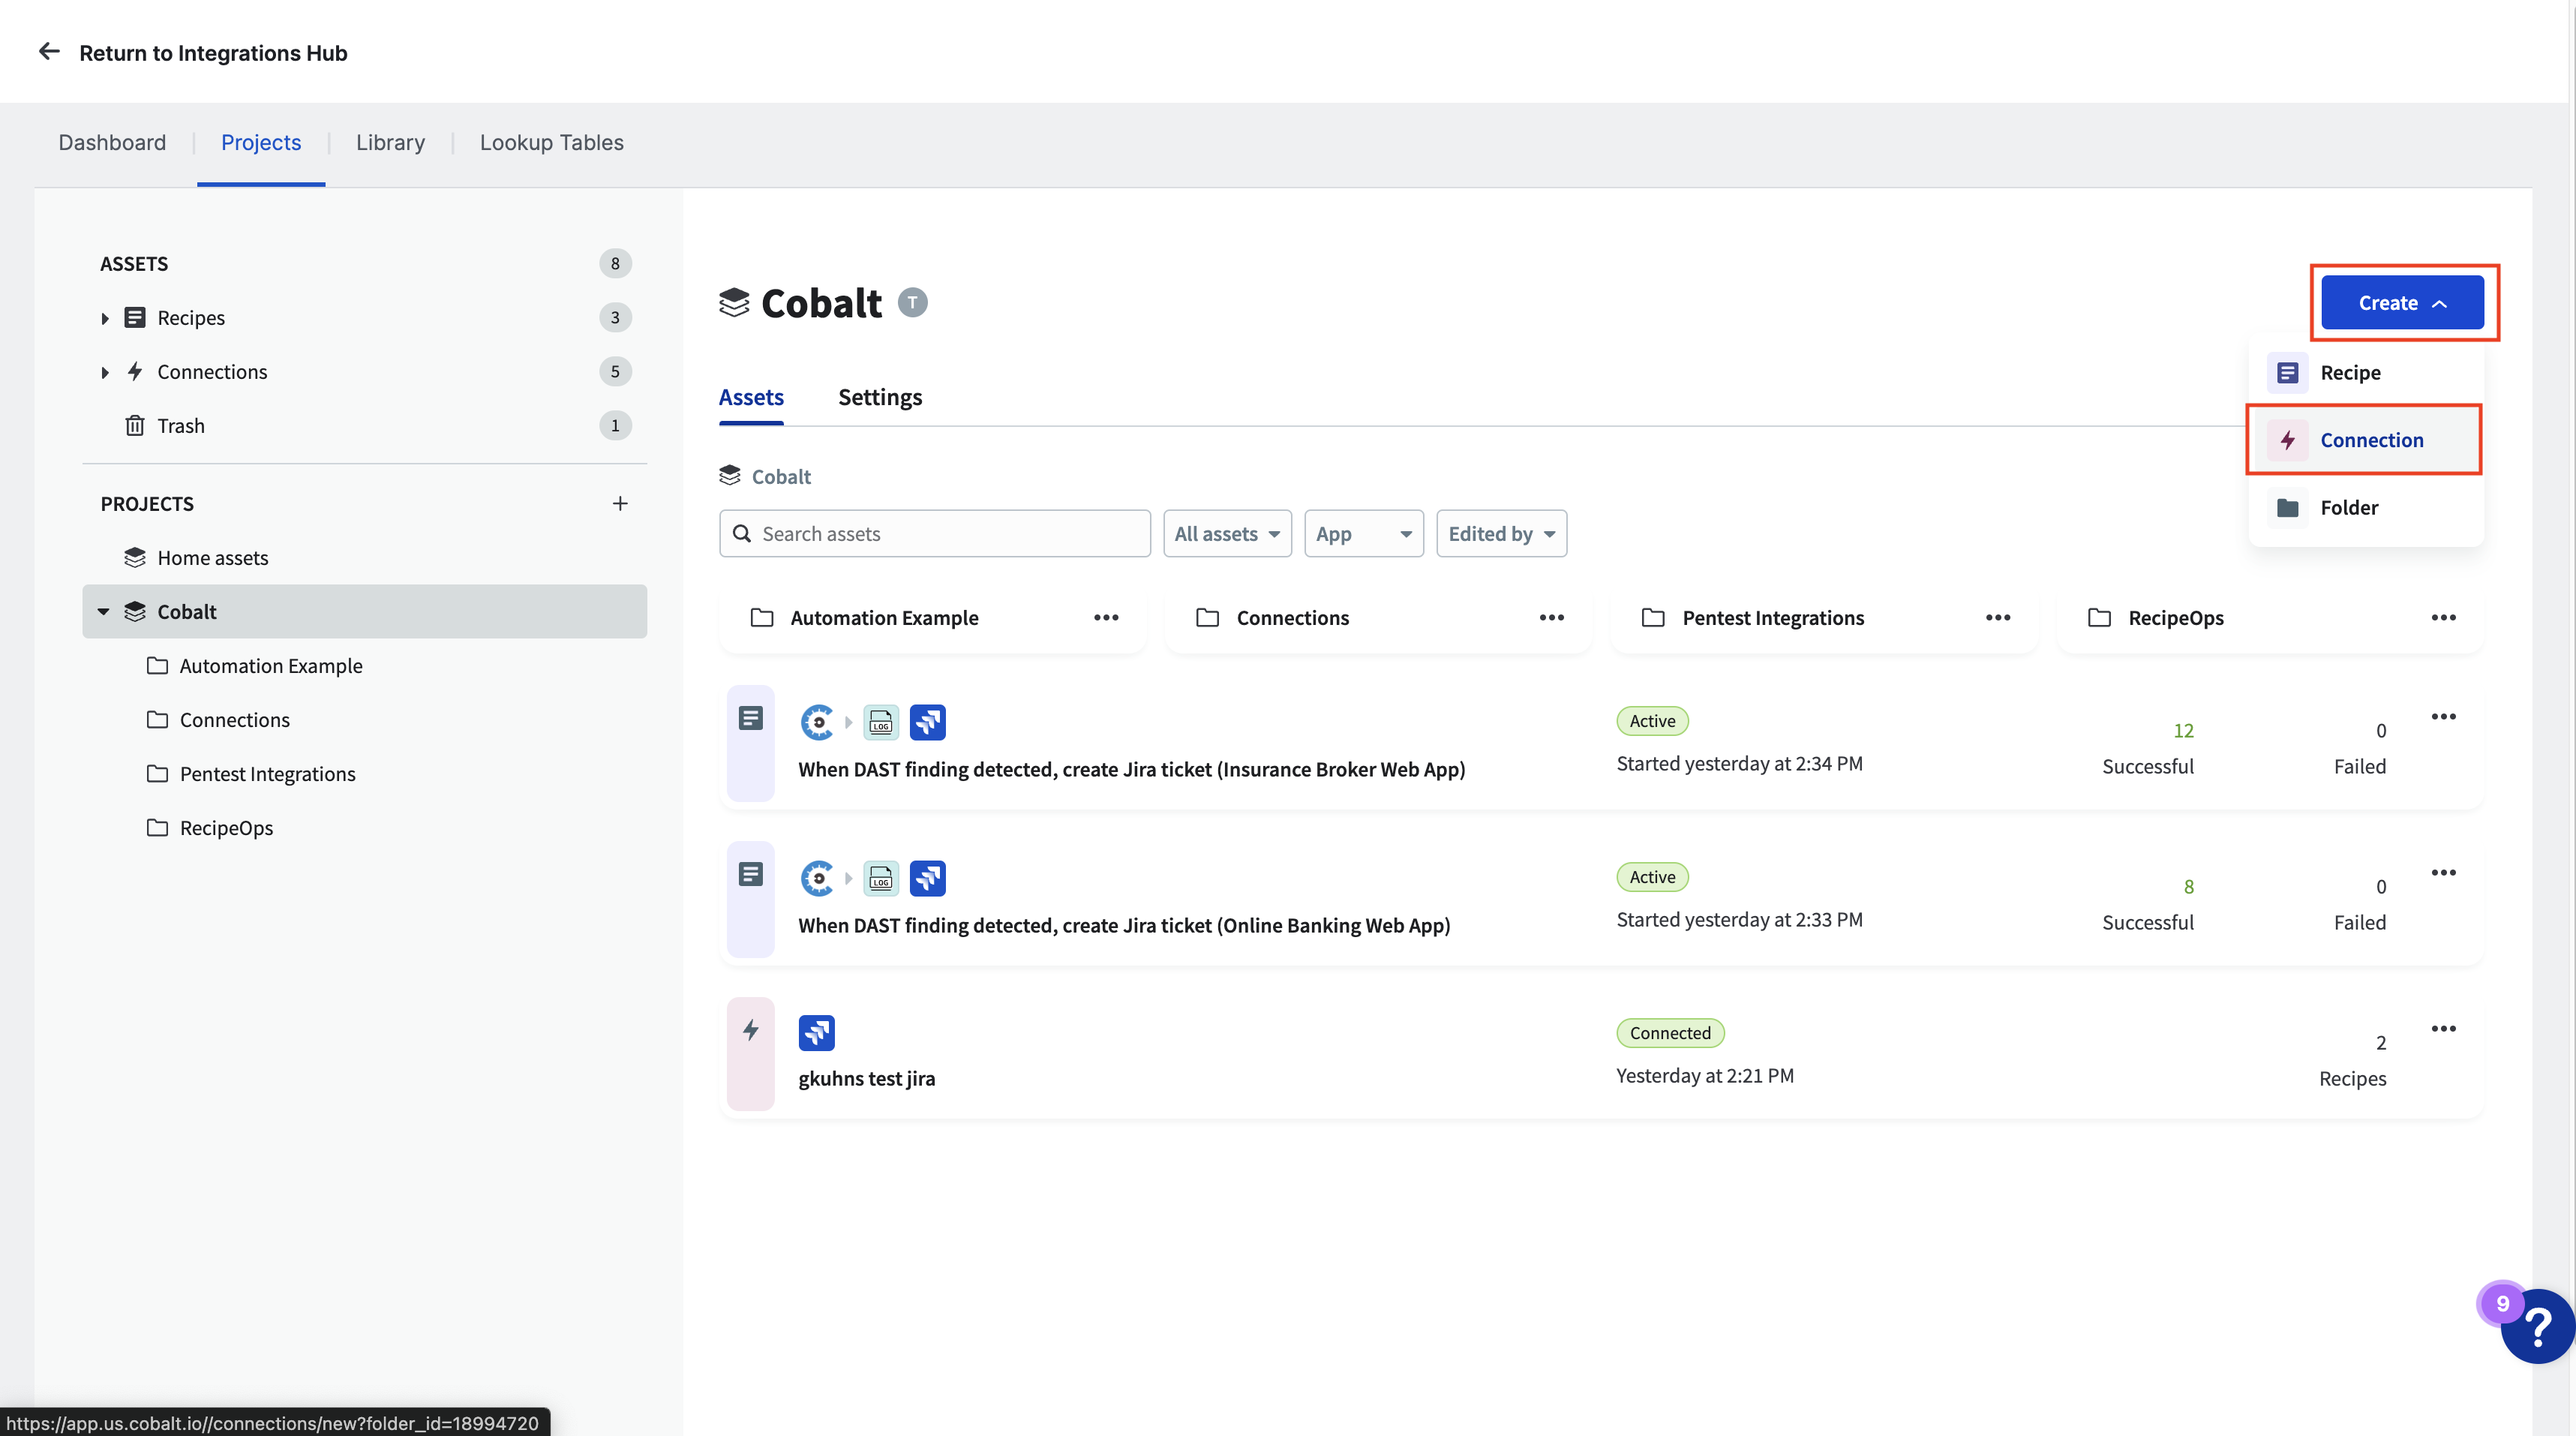 Return to Integrations Hub
Dashboard
Projects
Library
Lookup Tables
ASSETS 8
Recipes 3
Connections 5
Trash 1
PROJECTS
Home assets
Cobalt
Automation Example
Connections
Pentest Integrations
RecipeOps
Cobalt T
Create
Recipe
Connection
Folder
Assets
Settings
Cobalt
Search assets
All assets
App
Edited by
Automation Example
Connections
Pentest Integrations
RecipeOps
LOG
When DAST finding detected, create Jira ticket (Insurance Broker Web App)
Active
Started yesterday at 2:34 PM
12
Successful
0
Failed
LOG
When DAST finding detected, create Jira ticket (Online Banking Web App)
Active
Started yesterday at 2:33 PM
8
Successful
0
Failed
gkuhns test jira
Connected
Yesterday at 2:21 PM
2
Recipes
9
?
https://app.us.cobalt.io//connections/new?folder_id=18994720